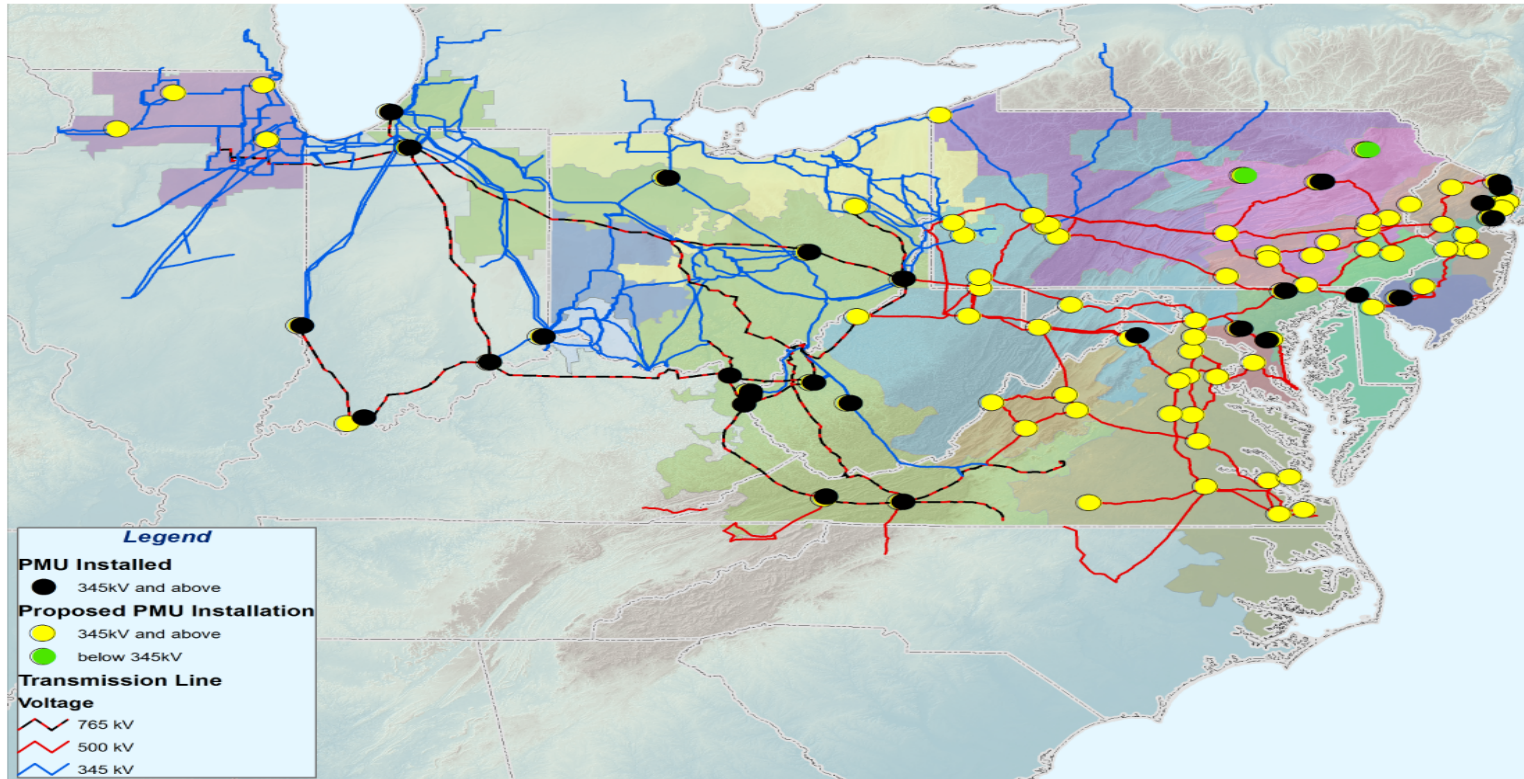 Legend
PMU Installed
345kV and above
Proposed PMU Installation
345kV and above
below 345kV
Transmission Line
Voltage
765 kV
500 kV
345 kV